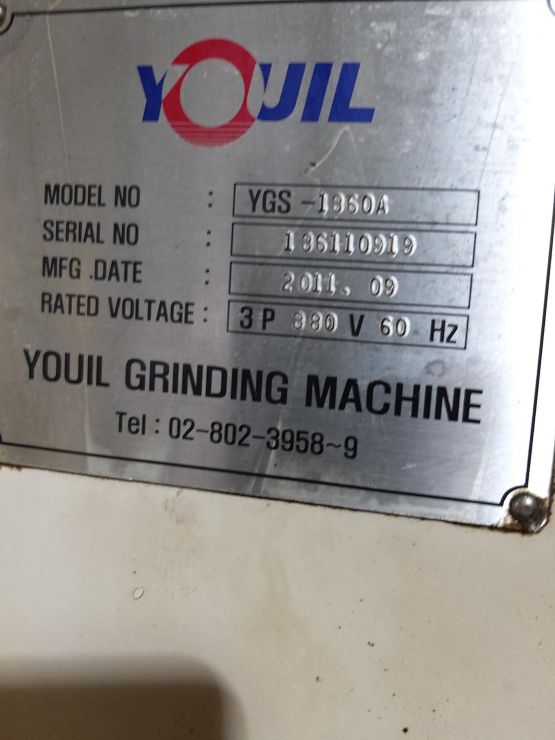 YOUIL
MODEL NO : YGS-1360A
SERIAL NO : 136110919
MFG .DATE : 2011. 09
RATED VOLTAGE : 3 P 380 V 60 Hz
YOUIL GRINDING MACHINE
Tel : 02-802-3958~9